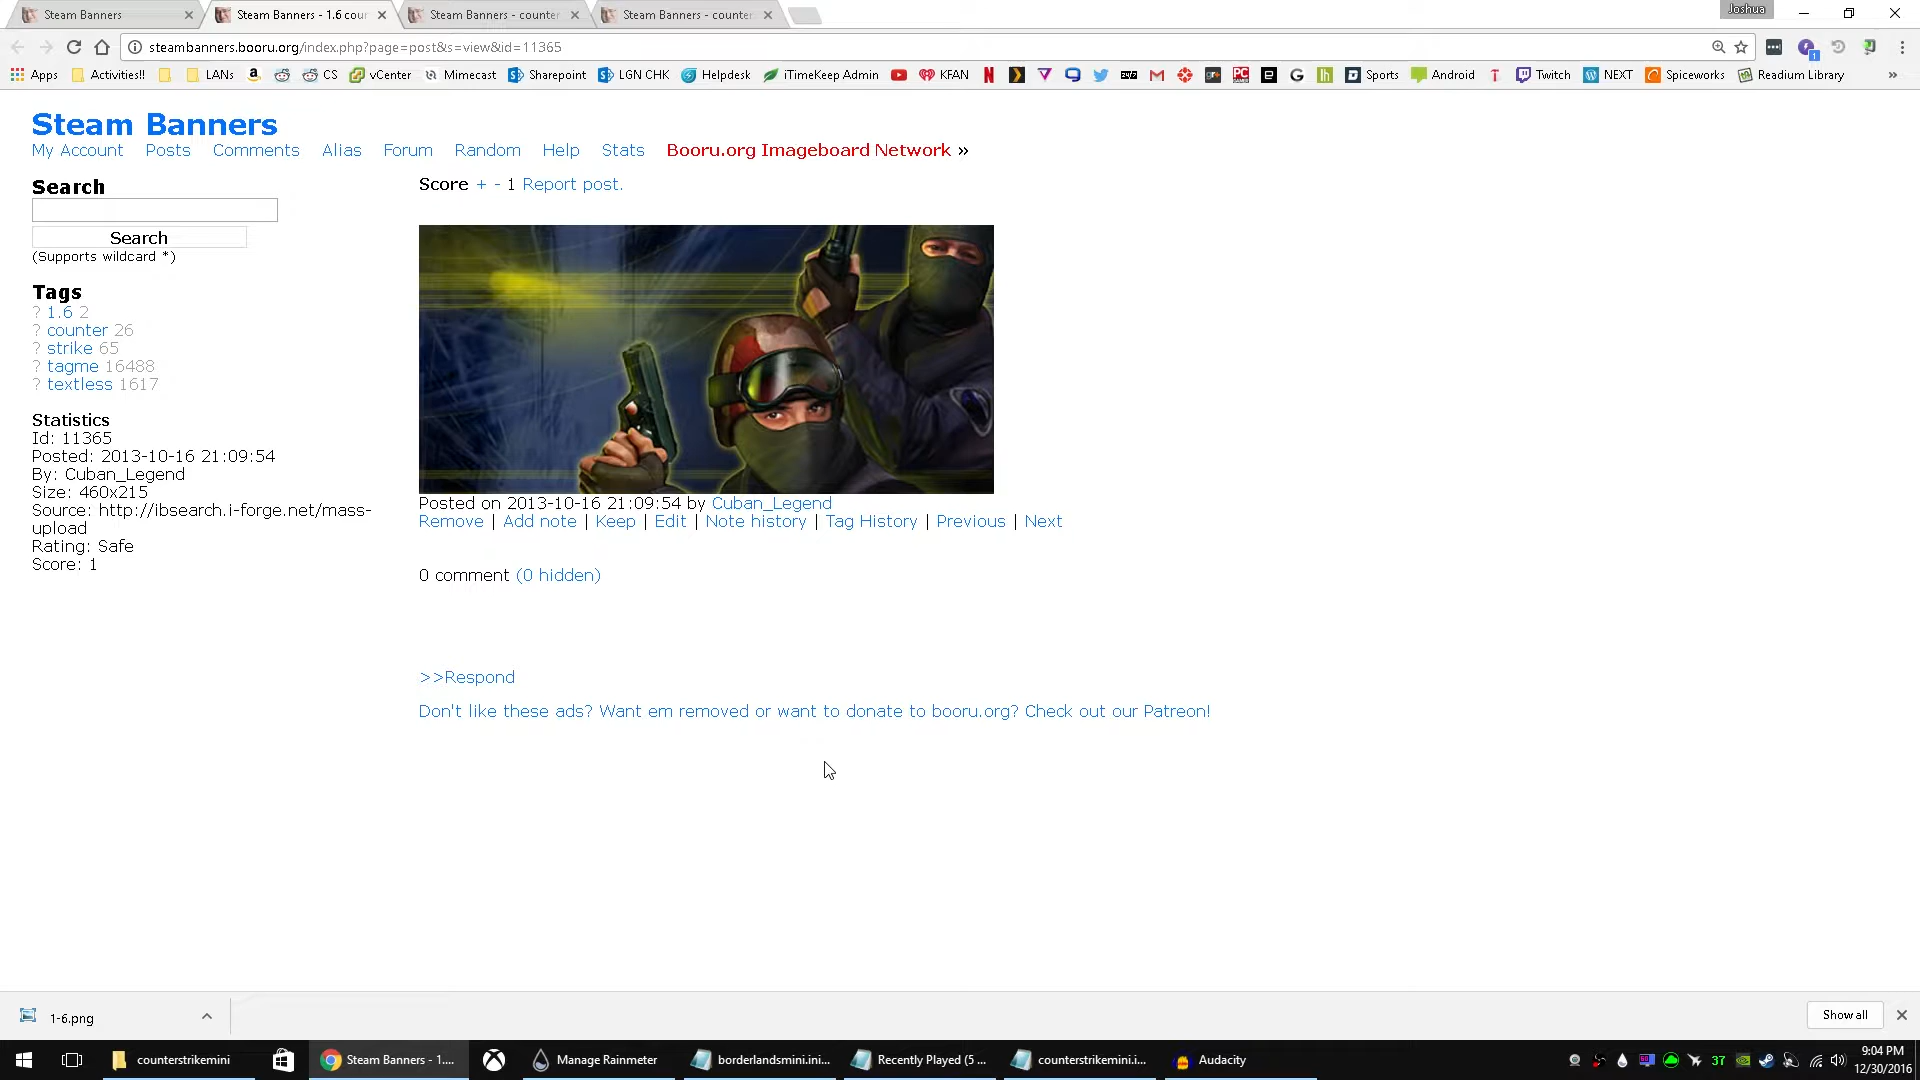 Steam Banners
Steam Banners - 1.6 coun
Steam Banners - counter
Steam Banners - counter
Joshua
steambanners.booru.org/index.php?page=post&s=view&id=11365
Apps
Activities!!
LANs
CS
vCenter
Mimecast
Sharepoint
LGN CHK
Helpdesk
iTimeKeep Admin
KFAN
Sports
Android
Twitch
NEXT
Spiceworks
Readium Library
»
Steam Banners
My Account Posts Comments Alias Forum Random Help Stats Booru.org Imageboard Network »
Search
Search
(Supports wildcard *)
Tags
? 1.6 2
? counter 26
? strike 65
? tagme 16488
? textless 1617
Statistics
Id: 11365
Posted: 2013-10-16 21:09:54
By: Cuban_Legend
Size: 460x215
Source: http://ibsearch.i-forge.net/mass-
upload
Rating: Safe
Score: 1
Score + - 1 Report post.
Posted on 2013-10-16 21:09:54 by Cuban_Legend
Remove | Add note | Keep | Edit | Note history | Tag History | Previous | Next
0 comment (0 hidden)
>>Respond
Don't like these ads? Want em removed or want to donate to booru.org? Check out our Patreon!
1-6.png
Show all
counterstrikemini
Steam Banners - 1....
Manage Rainmeter
borderlandsmini.ini...
Recently Played (5 ...
counterstrikemini.i...
Audacity
37
9:04 PM
12/30/2016